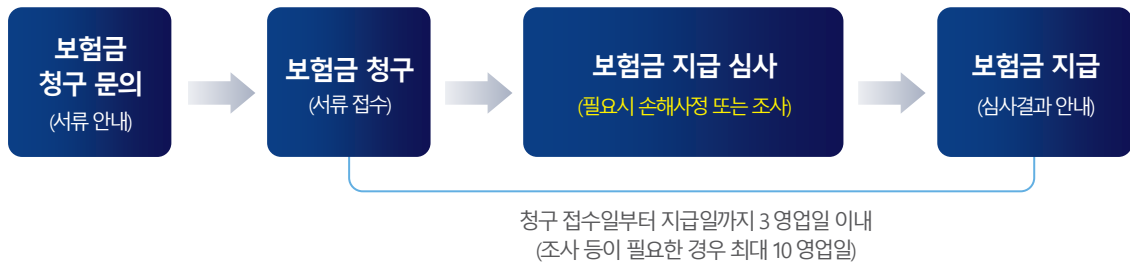 보험금
청구 문의
(서류 안내)
보험금 청구
(서류 접수)
보험금 지급 심사
(필요시 손해사정 또는 조사)
보험금 지급
(심사결과 안내)
청구 접수일부터 지급일까지 3 영업일 이내
(조사 등이 필요한 경우 최대 10 영업일)